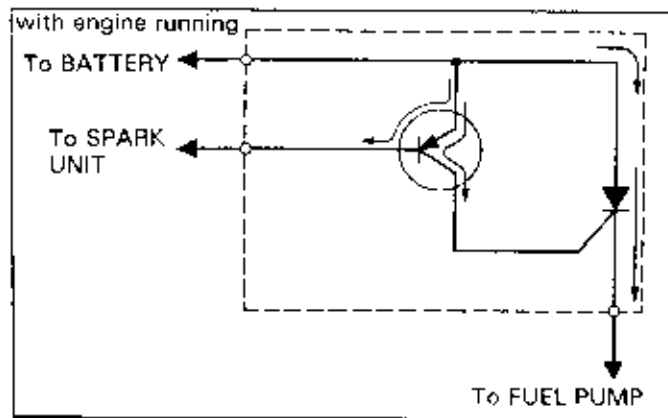 with engine running
To BATTERY
To SPARK
UNIT
To FUEL PUMP